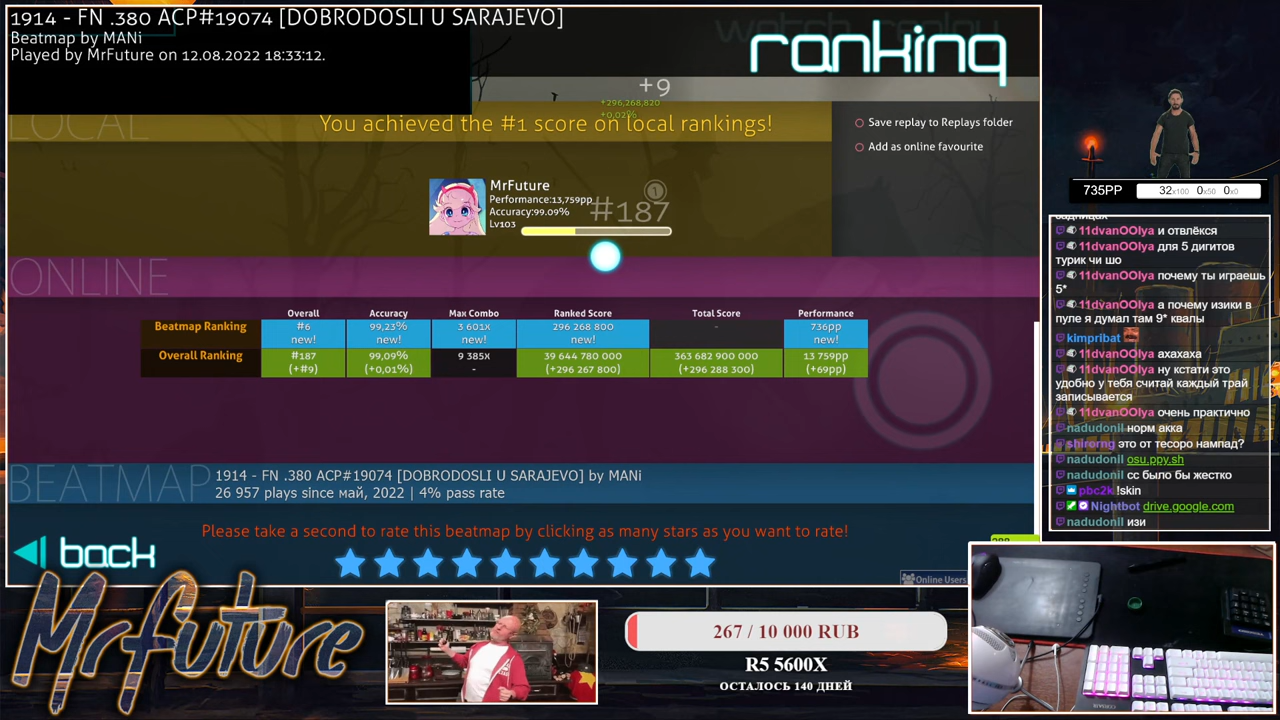 1914 - FN .380 ACP#19074 [DOBRODOSLI U SARAJEVO]
Beatmap by MANi
Played by MrFuture on 12.08.2022 18:33:12.
watch replay
ranking
+9
+296,268,820
+0,02%
LOCAL
You achieved the #1 score on local rankings!
Save replay to Replays folder
Add as online favourite
MrFuture
Performance:13,759pp
Accuracy:99.09%
Lv103
1
#187
ONLINE
Overall Accuracy Max Combo Ranked Score Total Score Performance
Beatmap Ranking #6 99,23% 3 601x 296 268 800 - 736pp
new! new! new! new! new!
Overall Ranking #187 99,09% 9 385x 39 644 780 000 363 682 900 000 13 759pp
(+#9) (+0,01%) - (+296 267 800) (+296 288 300) (+69pp)
BEATMAP
1914 - FN .380 ACP#19074 [DOBRODOSLI U SARAJEVO] by MANi
26 957 plays since май, 2022 | 4% pass rate
Please take a second to rate this beatmap by clicking as many stars as you want to rate!
back
Online Users
735PP
32x100 0x50 0x0
задницах
11dvanOOlya и отвлёкся
11dvanOOlya для 5 дигитов
турик чи шо
11dvanOOlya почему ты играешь
5*
11dvanOOlya а почему изики в
пуле я думал там 9* квалы
kimpribat
11dvanOOlya ахахаха
11dvanOOlya ну кстати это
удобно у тебя считай каждый трай
записывается
11dvanOOlya очень практично
nadudonil норм акка
shirorng это от тесоро нампад?
nadudonil osu.ppy.sh
nadudonil сс было бы жестко
pbc2k !skin
Nightbot drive.google.com
nadudonil изи
MrFuture
267 / 10 000 RUB
R5 5600X
ОСТАЛОСЬ 140 ДНЕЙ